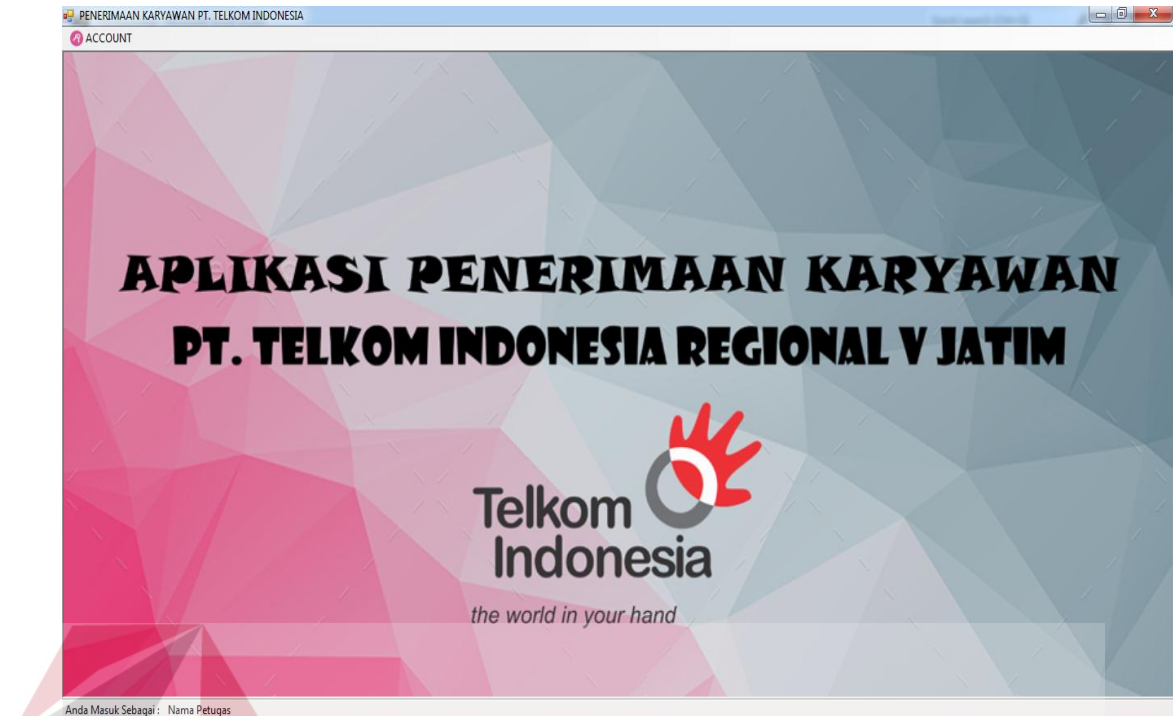 PENERIMAAN KARYAWAN PT. TELKOM INDONESIA
ACCOUNT
APLIKASI PENERIMAAN KARYAWAN
PT. TELKOM INDONESIA REGIONAL V JATIM
Telkom
Indonesia
the world in your hand
Anda Masuk Sebagai : Nama Petugas